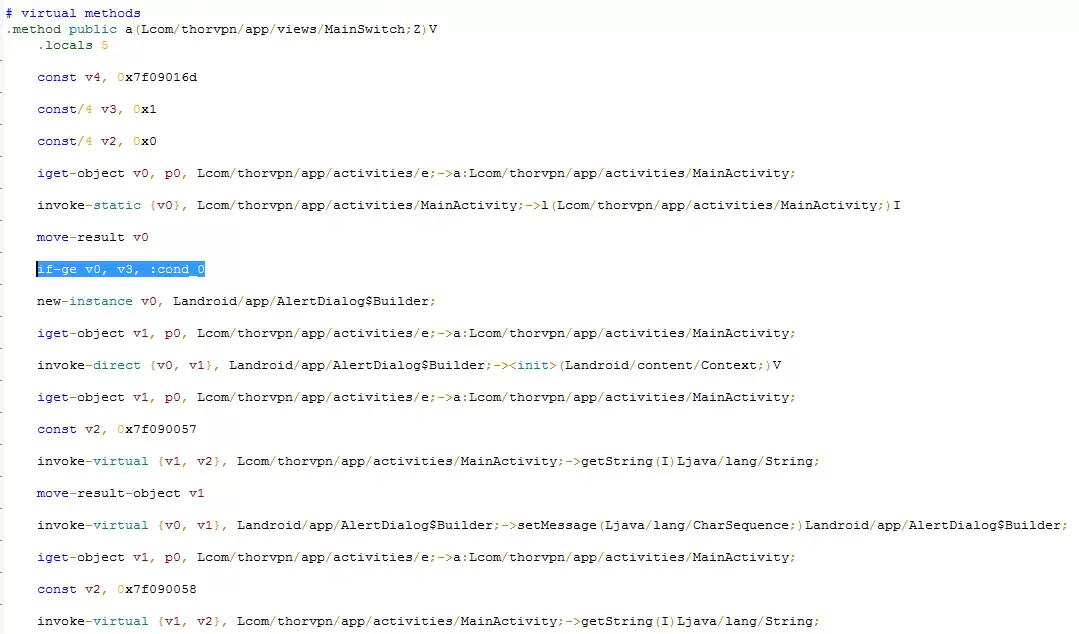 # virtual methods
.method public a(Lcom/thorvpn/app/views/MainSwitch;Z)V
.locals 5
const v4, 0x7f09016d
const/4 v3, 0x1
const/4 v2, 0x0
iget-object v0, p0, Lcom/thorvpn/app/activities/e;->a:Lcom/thorvpn/app/activities/MainActivity;
invoke-static {v0}, Lcom/thorvpn/app/activities/MainActivity;->l(Lcom/thorvpn/app/activities/MainActivity;)I
move-result v0
if-ge v0, v3, :cond_0
new-instance v0, Landroid/app/AlertDialog$Builder;
iget-object v1, p0, Lcom/thorvpn/app/activities/e;->a:Lcom/thorvpn/app/activities/MainActivity;
invoke-direct {v0, v1}, Landroid/app/AlertDialog$Builder;-><init>(Landroid/content/Context;)V
iget-object v1, p0, Lcom/thorvpn/app/activities/e;->a:Lcom/thorvpn/app/activities/MainActivity;
const v2, 0x7f090057
invoke-virtual {v1, v2}, Lcom/thorvpn/app/activities/MainActivity;->getString(I)Ljava/lang/String;
move-result-object v1
invoke-virtual {v0, v1}, Landroid/app/AlertDialog$Builder;->setMessage(Ljava/lang/CharSequence;)Landroid/app/AlertDialog$Builder;
iget-object v1, p0, Lcom/thorvpn/app/activities/e;->a:Lcom/thorvpn/app/activities/MainActivity;
const v2, 0x7f090058
invoke-virtual {v1, v2}, Lcom/thorvpn/app/activities/MainActivity;->getString(I)Ljava/lang/String;